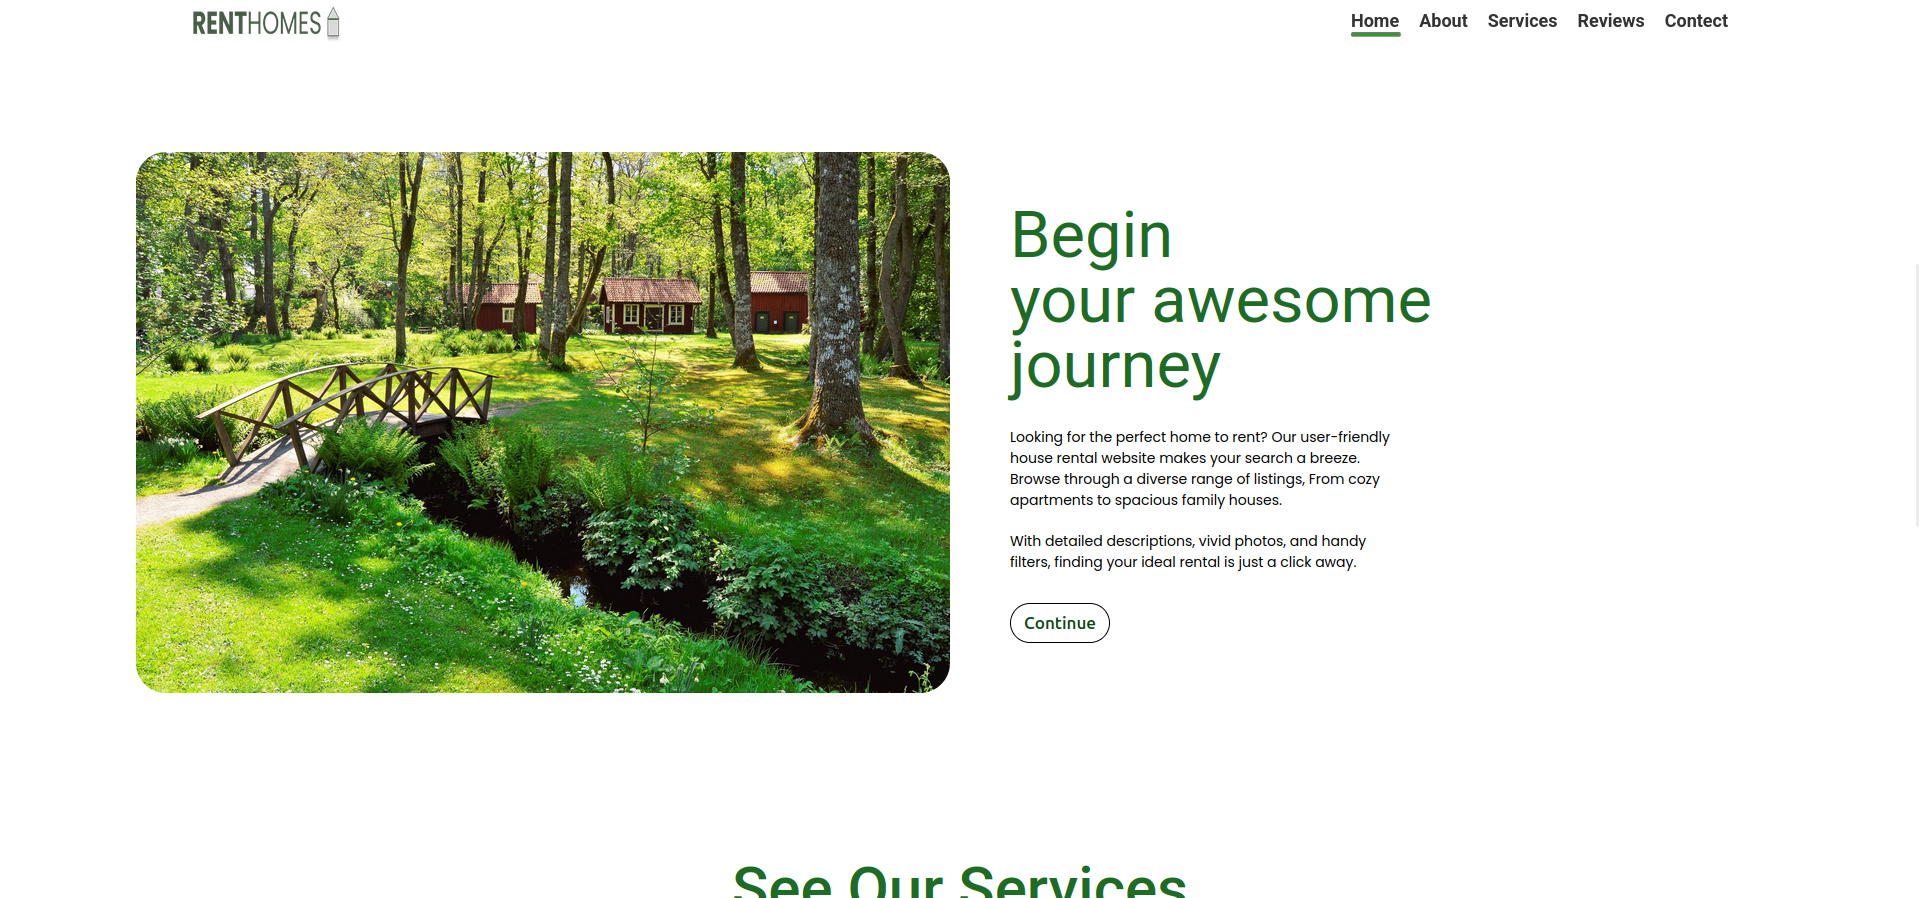 RENTHOMES
Home About Services Reviews Contect
Begin
your awesome
journey
Looking for the perfect home to rent? Our user-friendly
house rental website makes your search a breeze.
Browse through a diverse range of listings, From cozy
apartments to spacious family houses.
With detailed descriptions, vivid photos, and handy
filters, finding your ideal rental is just a click away.
Continue
See Our Services